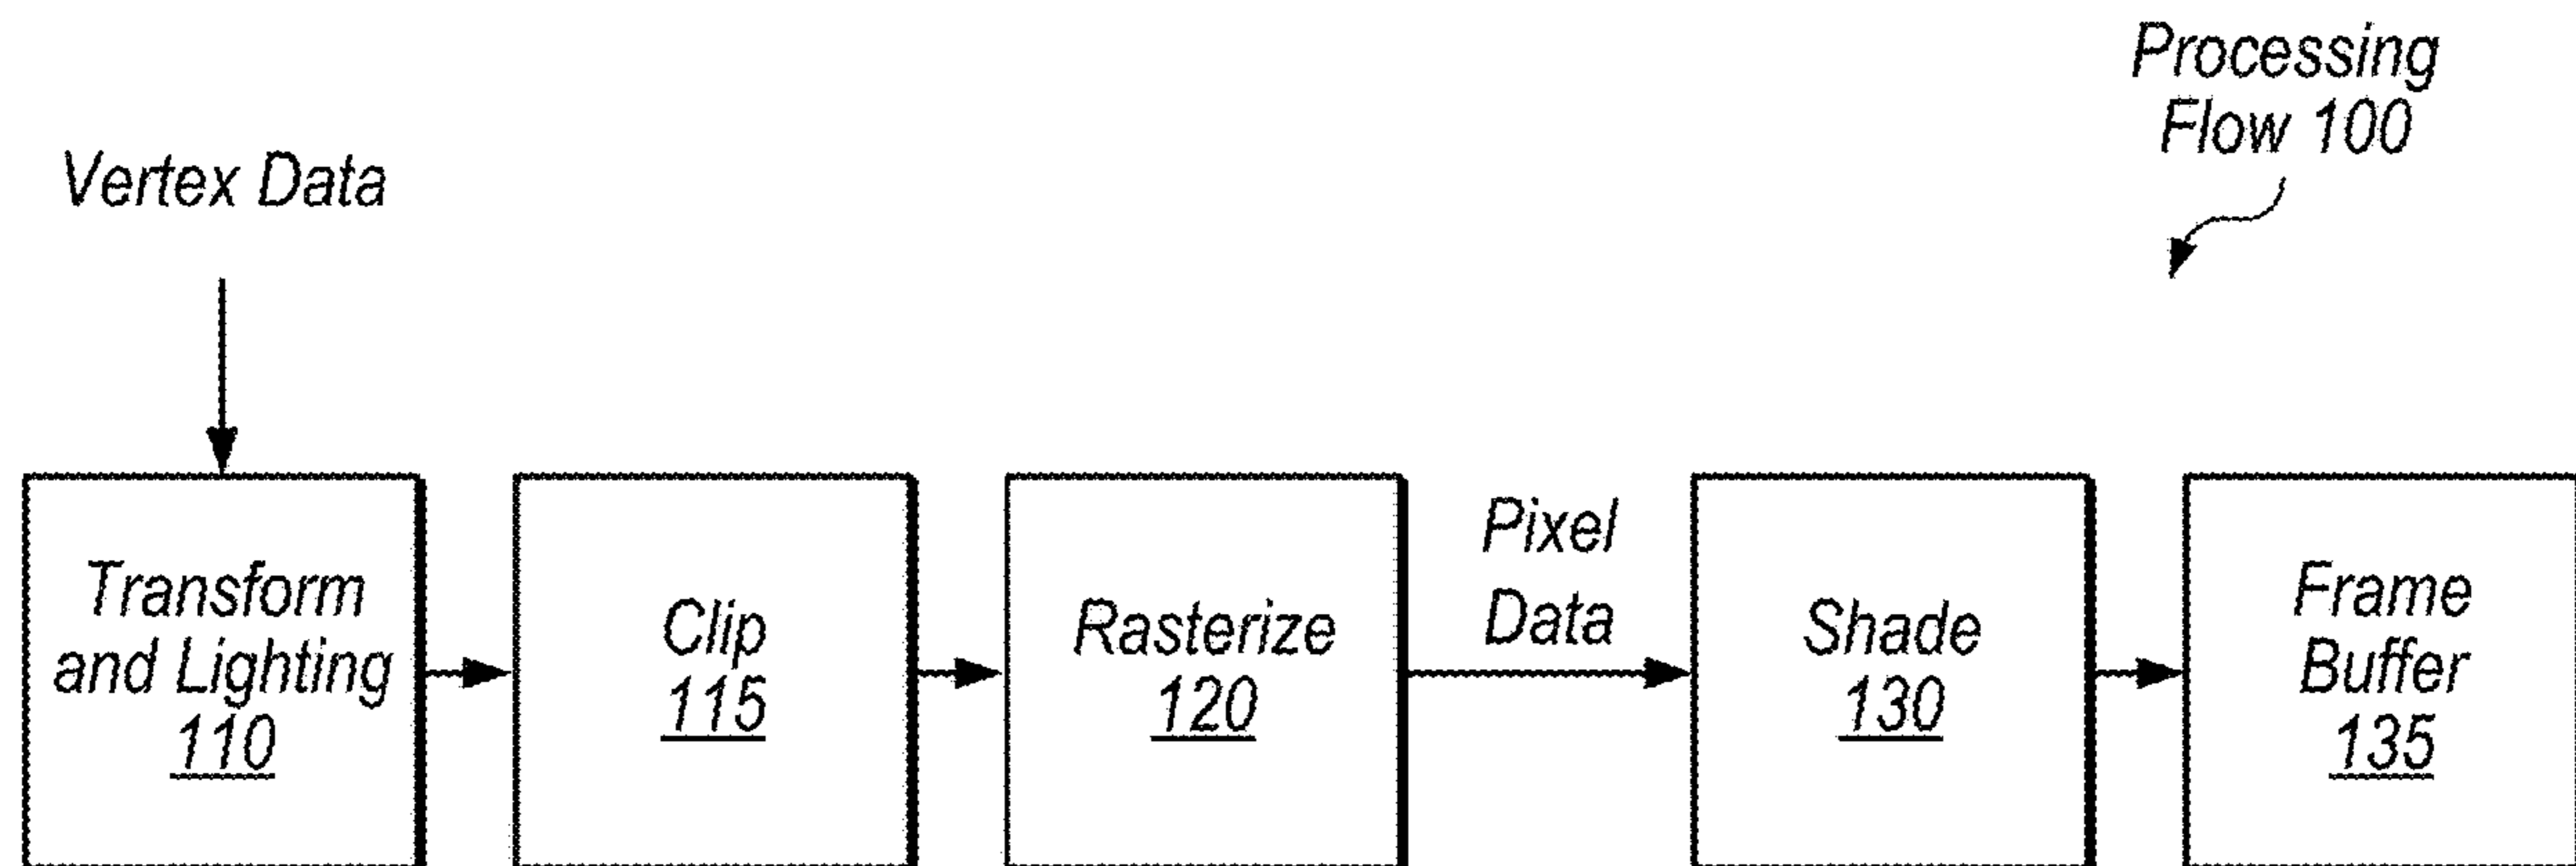 Processing
Flow 100
Vertex Data
Transform
and Lighting
110
Clip
115
Rasterize
120
Pixel
Data
Shade
130
Frame
Buffer
135